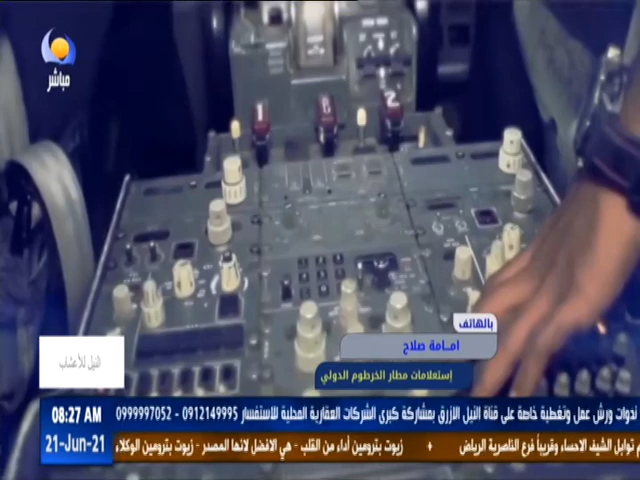 مباشر
1
8
2
بالهاتف
امامة صلاح
إستعلامات مطار الخرطوم الدولي
النيل للأعشاب
08:27 AM
ندوات ورش عمل وتغطية خاصة على قناة النيل الازرق بمشاركة كبرى الشركات العقارية المحلية للاستفسار 0912149995 - 0999997052
21-Jun-21
م توابل الشيف الاحساء وقريباً فرع الناصرية الرياض + زيوت بترومين أداء من القلب - هي الافضل لانها المصدر - زيوت بترومين الوكلاء